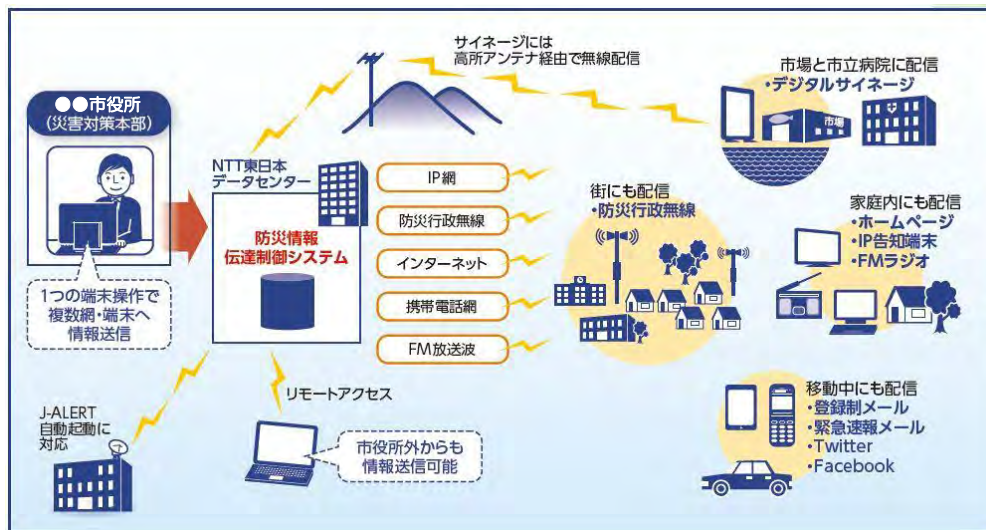 サイネージには
高所アンテナ経由で無線配信
市場と市立病院に配信
・デジタルサイネージ
市場
●●市役所
(災害対策本部)
NTT東日本
データセンター
防災情報
伝達制御システム
1つの端末操作で
複数網・端末へ
情報送信
IP網
防災行政無線
インターネット
携帯電話網
FM放送波
街にも配信
・防災行政無線
家庭内にも配信
・ホームページ
・IP告知端末
・FMラジオ
移動中にも配信
・登録制メール
・緊急速報メール
・Twitter
・Facebook
J-ALERT
自動起動に
対応
リモートアクセス
市役所外からも
情報送信可能